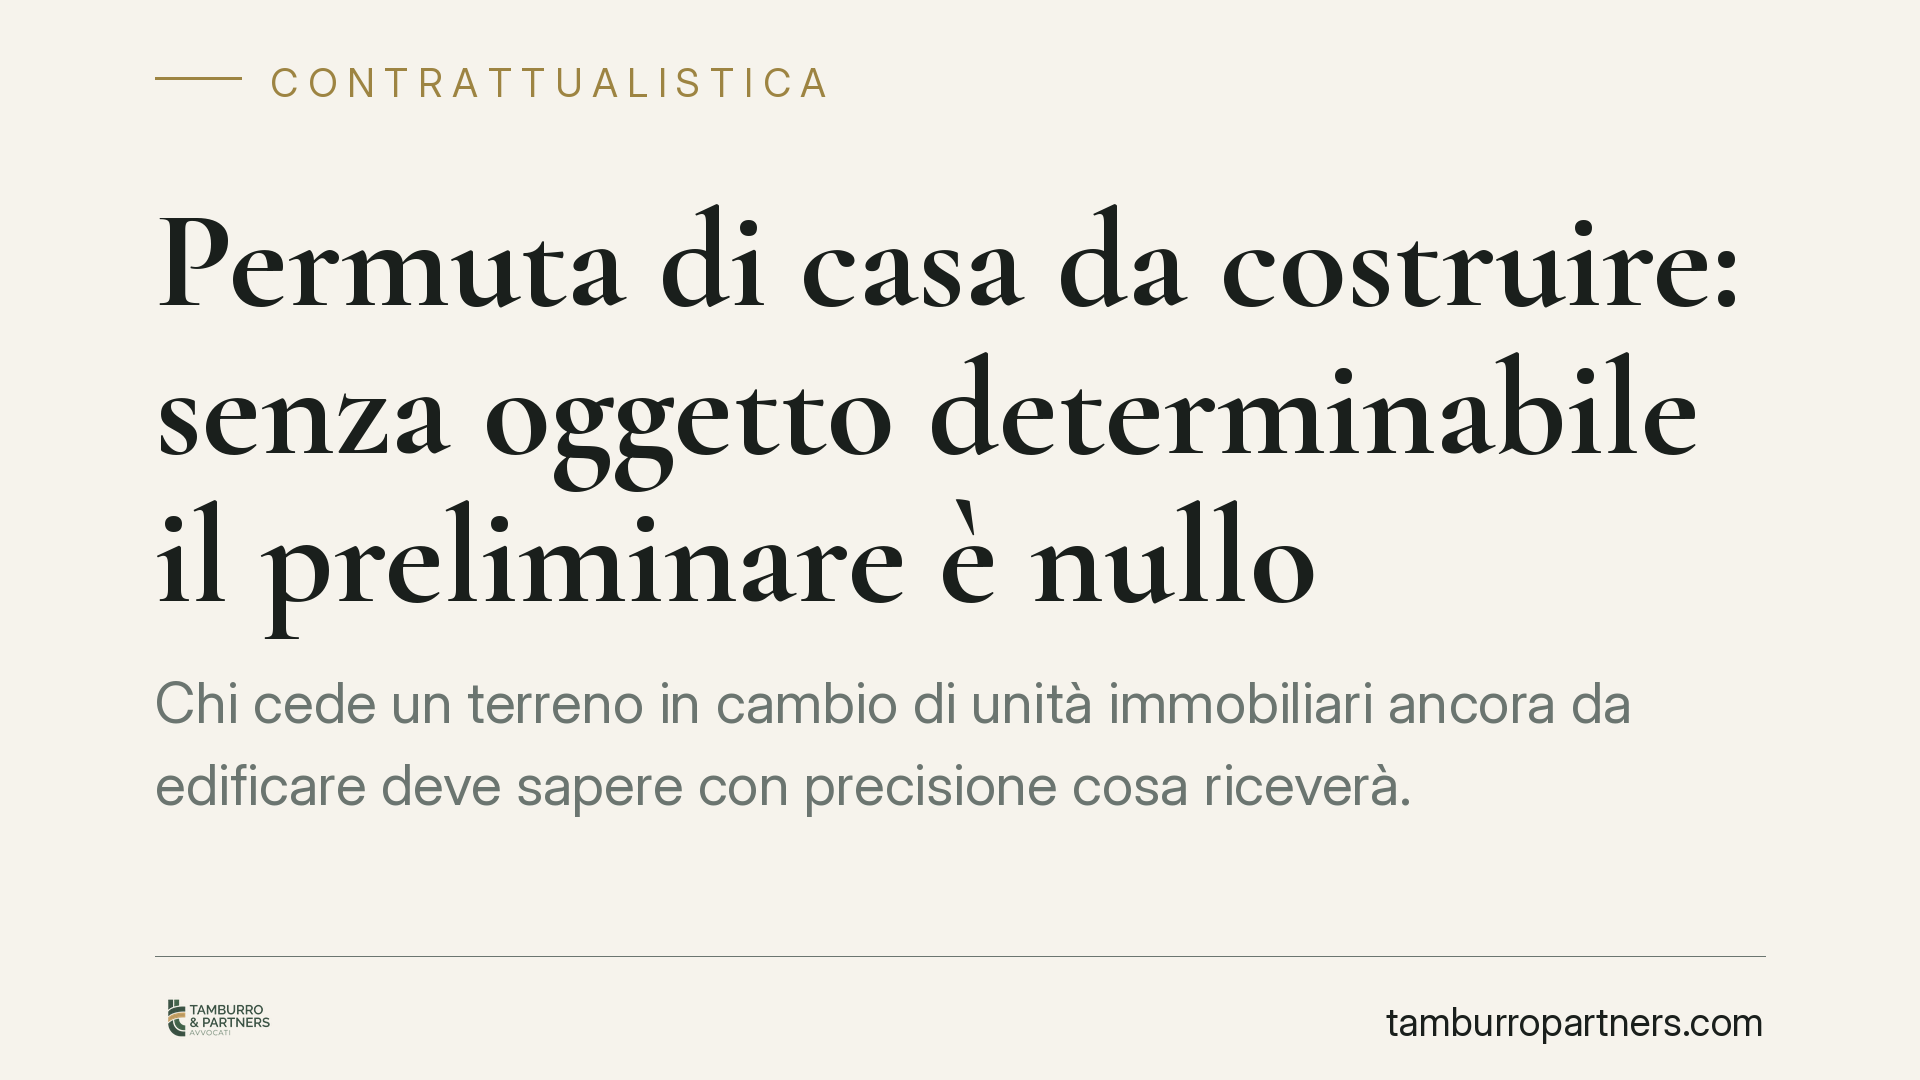 CONTRATTUALISTICA
Permuta di casa da costruire:
senza oggetto determinabile
il preliminare è nullo
Chi cede un terreno in cambio di unità immobiliari ancora da
edificare deve sapere con precisione cosa riceverà.
TAMBURRO
& PARTNERS
AVVOCATI
tamburropartners.com